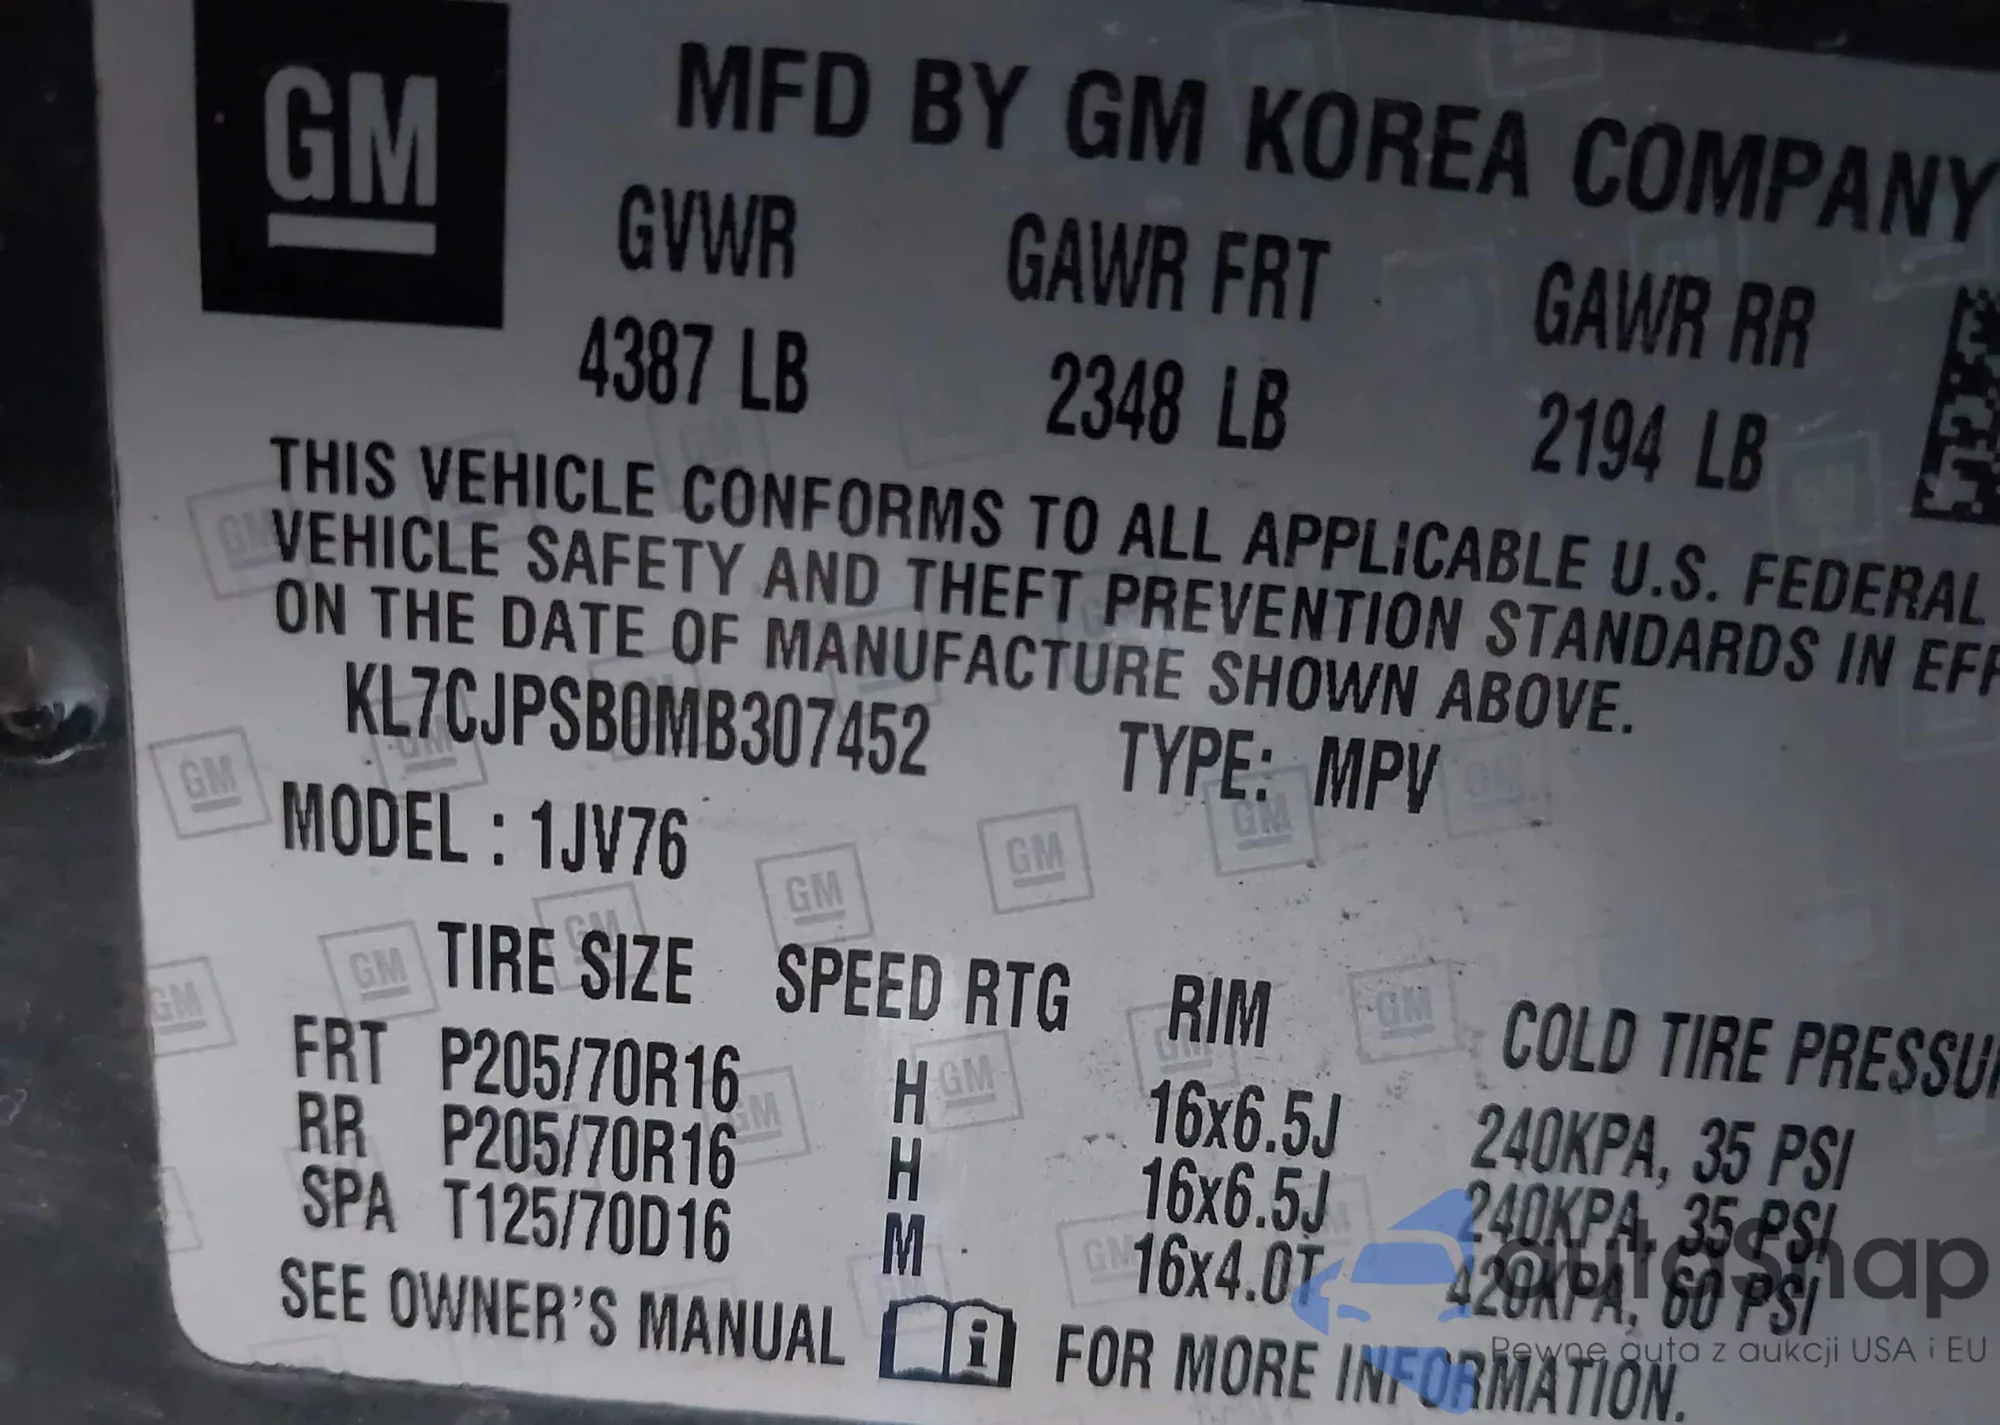 GM
MFD BY GM KOREA COMPANY
GVWR GAWR FRT GAWR RR
4387 LB 2348 LB 2194 LB
THIS VEHICLE CONFORMS TO ALL APPLICABLE U.S. FEDERAL
VEHICLE SAFETY AND THEFT PREVENTION STANDARDS IN EFF
ON THE DATE OF MANUFACTURE SHOWN ABOVE.
KL7CJPSB0MB307452 TYPE: MPV
MODEL : 1JV76
TIRE SIZE SPEED RTG RIM COLD TIRE PRESSU
FRT P205/70R16 H 16x6.5J 240KPA, 35 PSI
RR P205/70R16 H 16x6.5J 240KPA, 35 PSI
SPA T125/70D16 M 16x4.0T 420KPA, 60 PSI
SEE OWNER'S MANUAL i FOR MORE INFORMATION.
autoSnap
Pewne auta z aukcji USA i EU